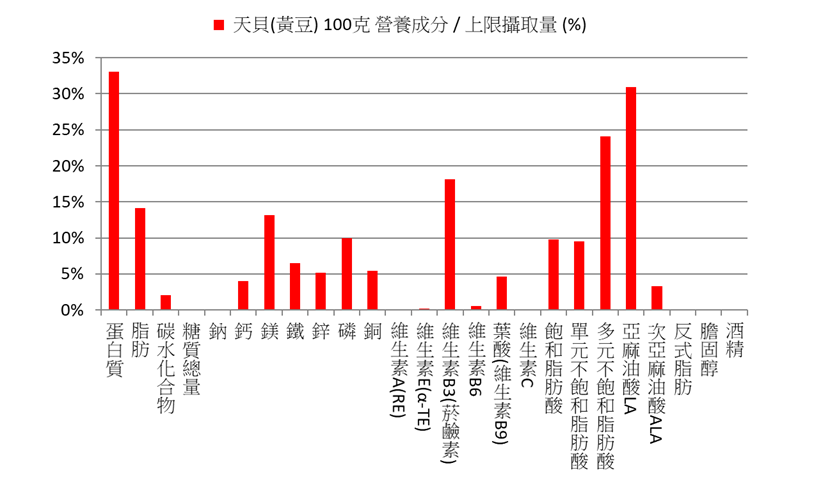 天貝(黃豆) 100克 營養成分 / 上限攝取量 (%)
35%
30%
25%
20%
15%
10%
5%
0%
蛋白質
脂肪
碳水化合物
糖質總量
鈉
鈣
鎂
鐵
鋅
磷
銅
維生素A(RE)
維生素E(α-TE)
維生素B3(菸鹼素)
維生素B6
葉酸(維生素B9)
維生素C
飽和脂肪酸
單元不飽和脂肪酸
多元不飽和脂肪酸
亞麻油酸LA
次亞麻油酸ALA
反式脂肪
膽固醇
酒精